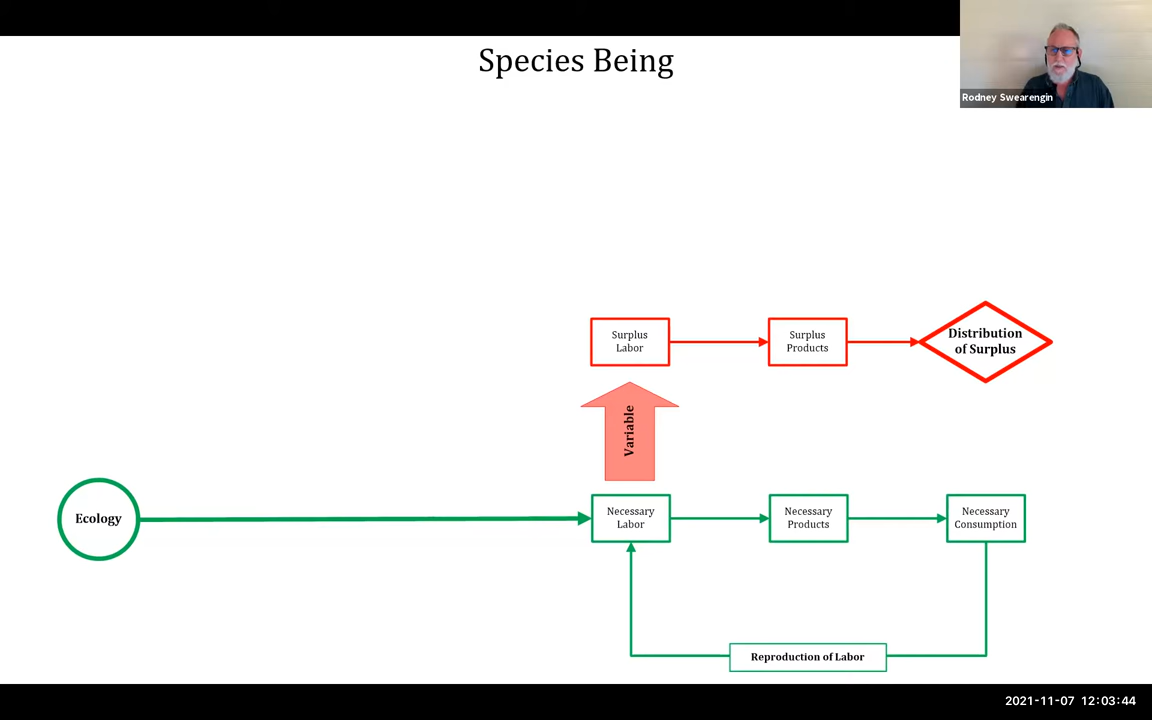 Species Being
Rodney Swearengin
Surplus
Labor
Surplus
Products
Distribution
of Surplus
Variable
Ecology
Necessary
Labor
Necessary
Products
Necessary
Consumption
Reproduction of Labor
2021-11-07 12:03:44